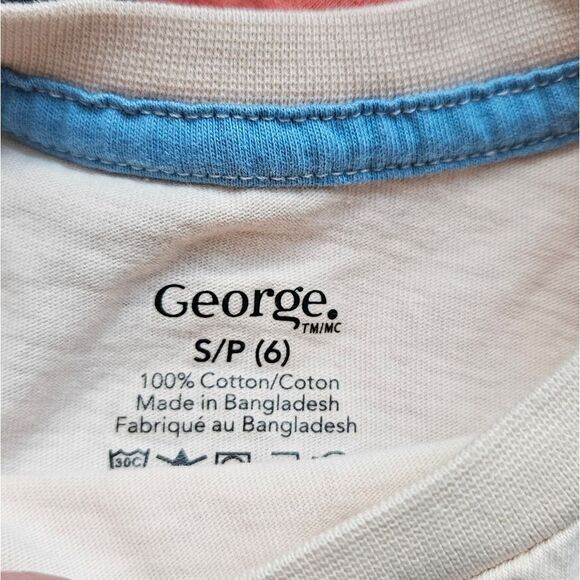 George.
TM/MC
S/P (6)
100% Cotton/Coton
Made in Bangladesh
Fabriqué au Bangladesh
30C